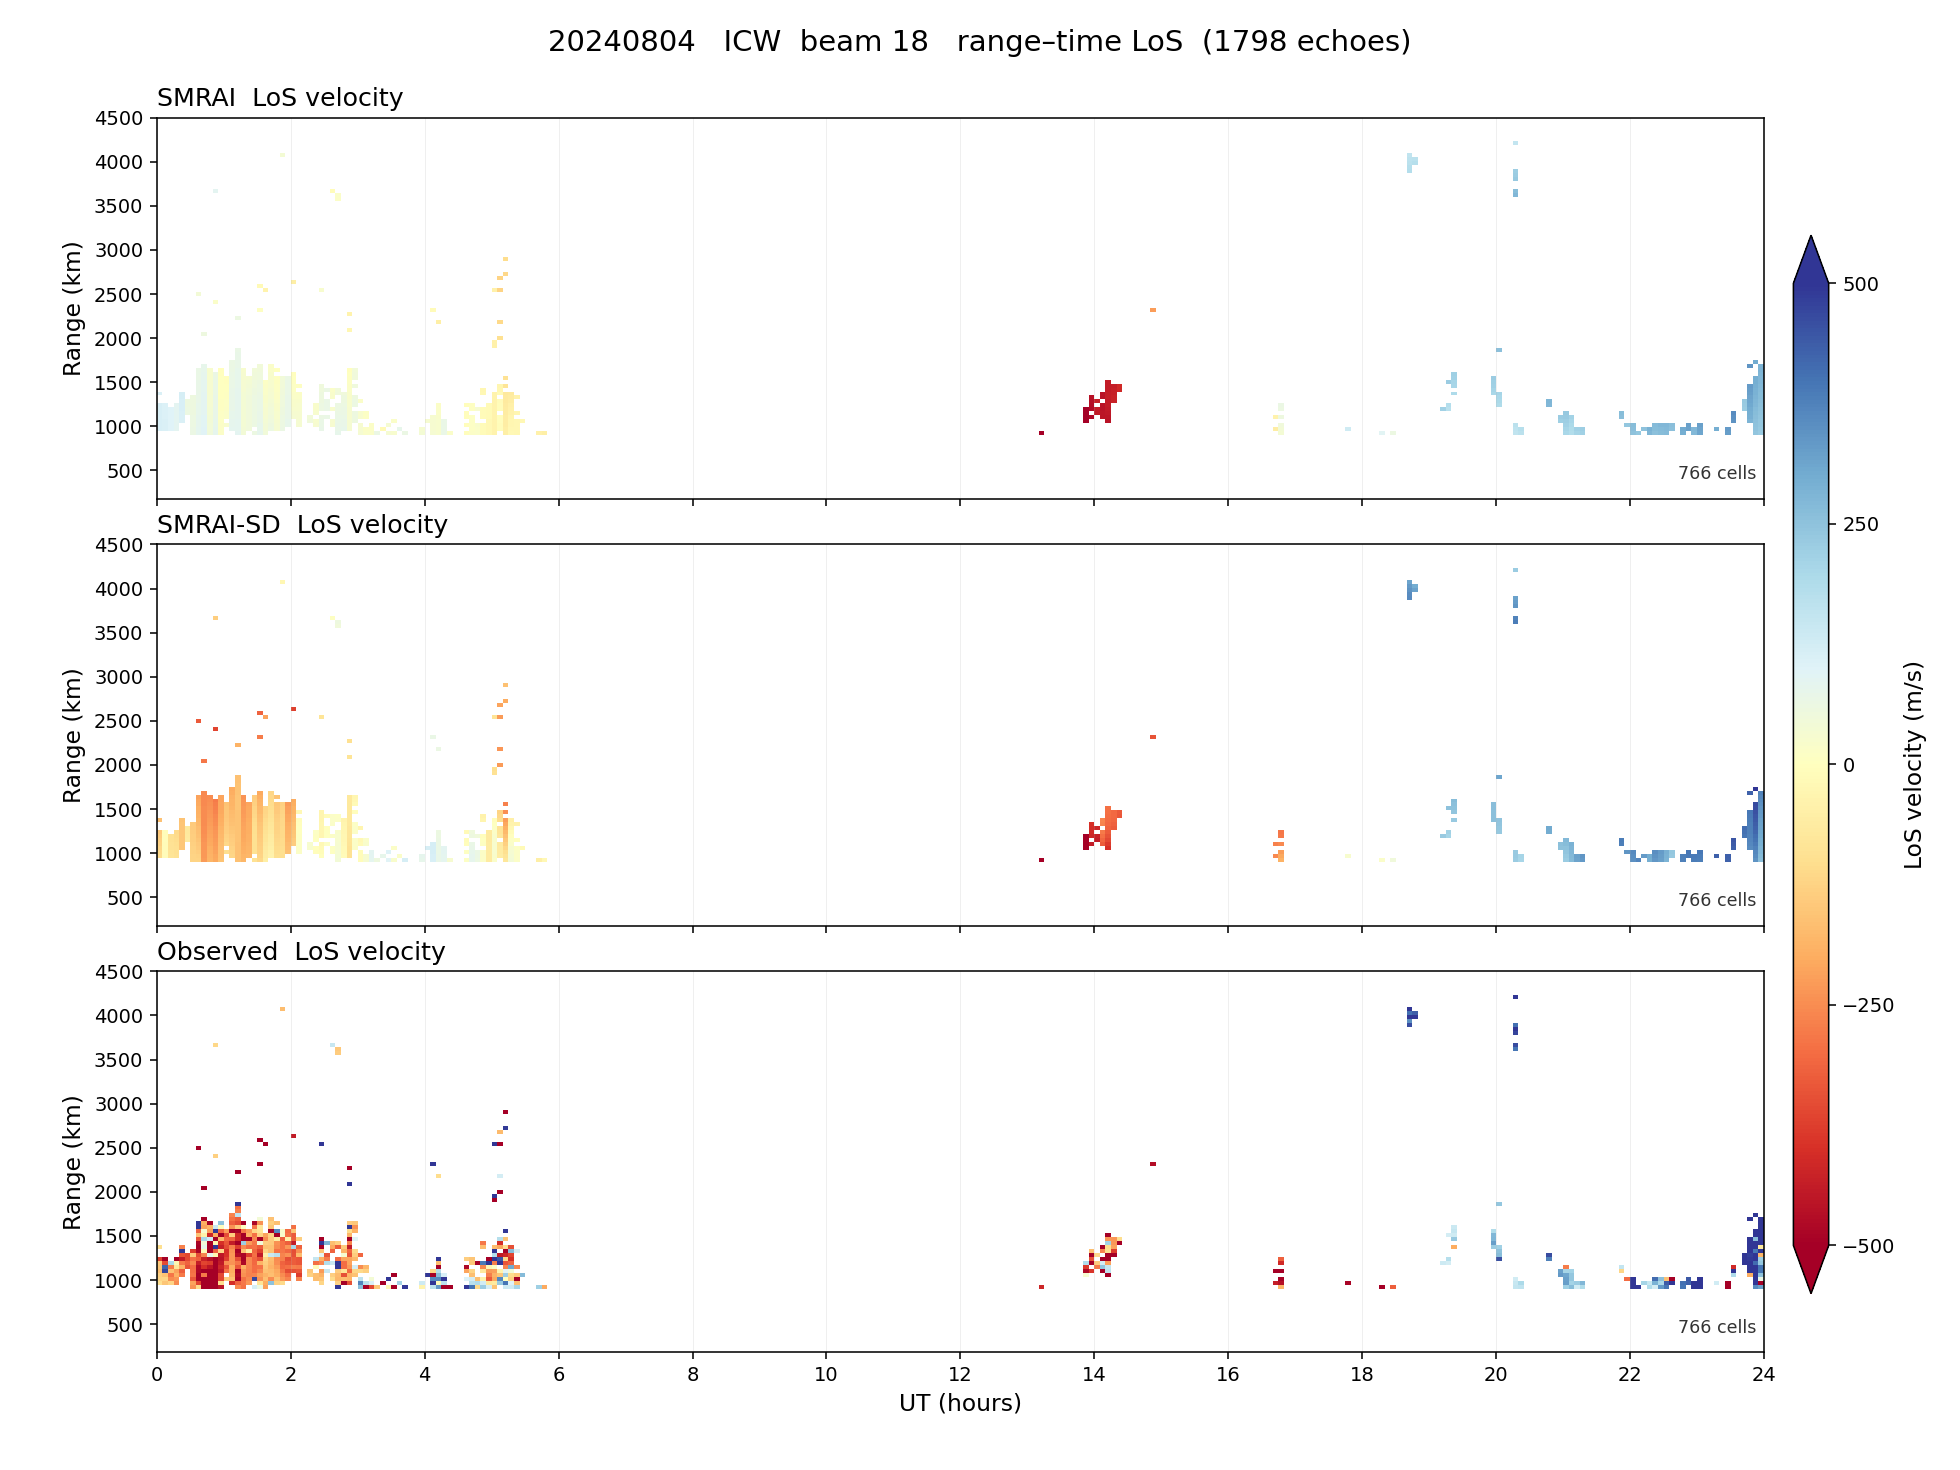 20240804   ICW  beam 18   range–time LoS  (1798 echoes)
SMRAI  LoS velocity
4500
4000
3500
3000
2500
2000
1500
1000
500
Range (km)
766 cells
SMRAI-SD  LoS velocity
4500
4000
3500
3000
2500
2000
1500
1000
500
Range (km)
766 cells
Observed  LoS velocity
4500
4000
3500
3000
2500
2000
1500
1000
500
Range (km)
766 cells
0 2 4 6 8 10 12 14 16 18 20 22 24
UT (hours)
500
250
0
−250
−500
LoS velocity (m/s)